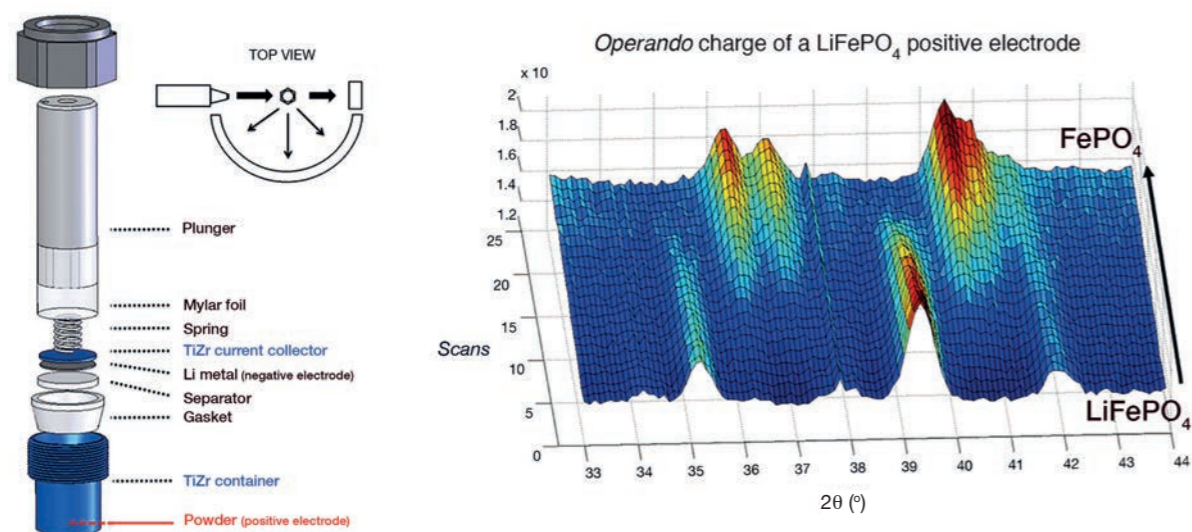 TOP VIEW
Plunger
Mylar foil
Spring
TiZr current collector
Li metal (negative electrode)
Separator
Gasket
TiZr container
Powder (positive electrode)
Operando charge of a LiFePO₄ positive electrode
x 10
2
1.8
1.6
1.4
1.2
25
20
15
10
5
0
Scans
FePO₄
LiFePO₄
33 34 35 36 37 38 39 40 41 42 43 44
2θ (°)